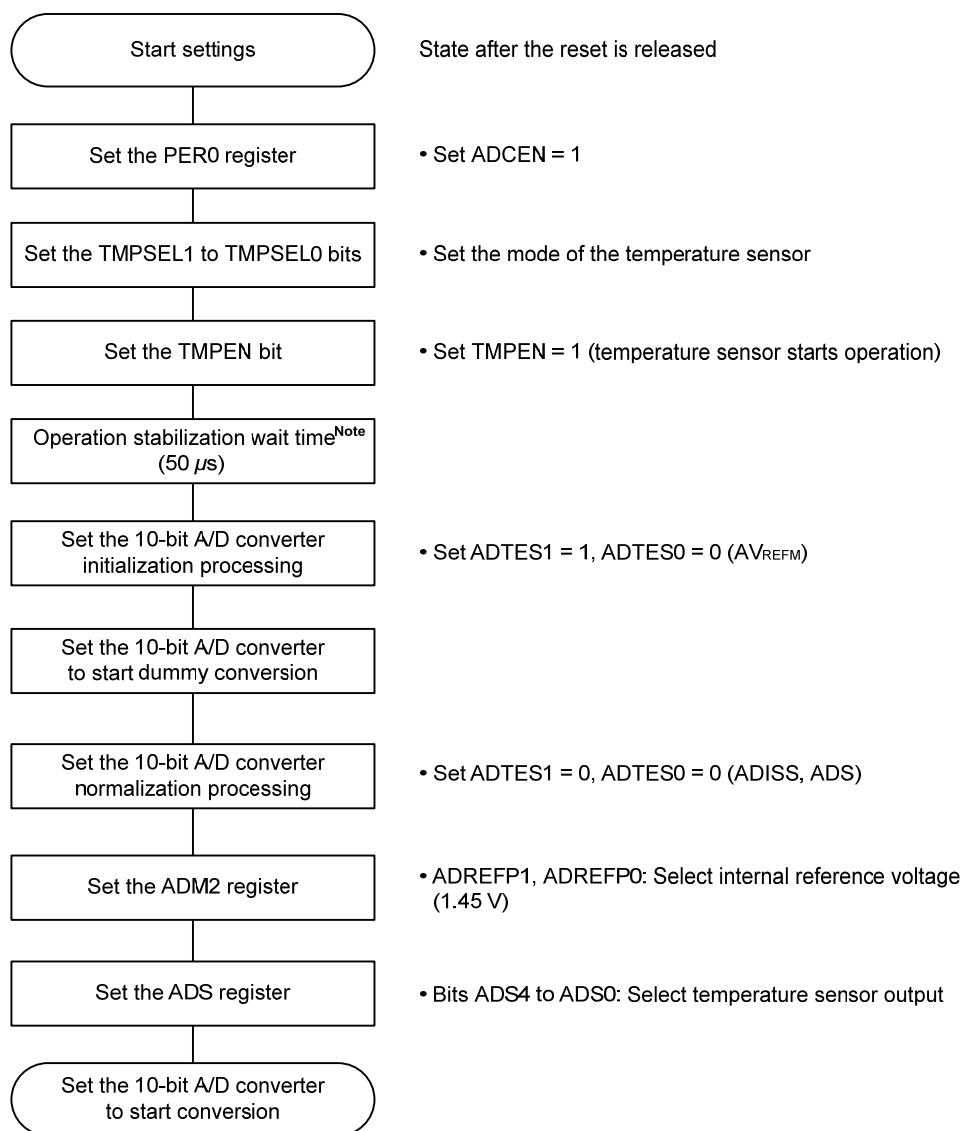 Start settings
State after the reset is released
Set the PER0 register
• Set ADCEN = 1
Set the TMPSEL1 to TMPSEL0 bits
• Set the mode of the temperature sensor
Set the TMPEN bit
• Set TMPEN = 1 (temperature sensor starts operation)
Operation stabilization wait timeNote
(50 µs)
Set the 10-bit A/D converter
initialization processing
• Set ADTES1 = 1, ADTES0 = 0 (AVREFM)
Set the 10-bit A/D converter
to start dummy conversion
Set the 10-bit A/D converter
normalization processing
• Set ADTES1 = 0, ADTES0 = 0 (ADISS, ADS)
Set the ADM2 register
• ADREFP1, ADREFP0: Select internal reference voltage
(1.45 V)
Set the ADS register
• Bits ADS4 to ADS0: Select temperature sensor output
Set the 10-bit A/D converter
to start conversion